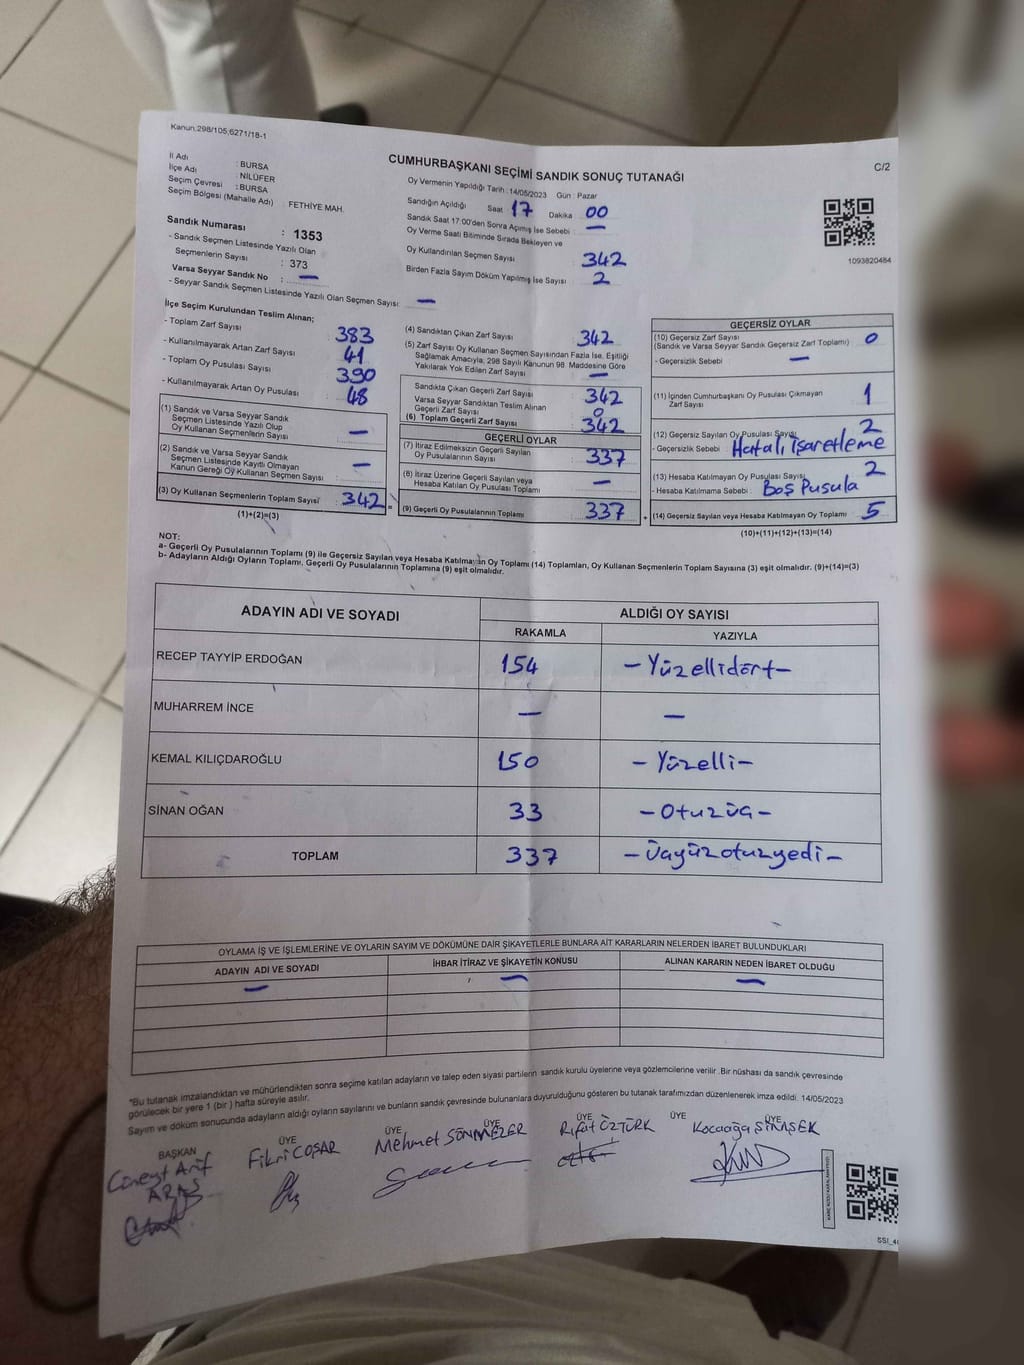 Kanun.298/105,6271/18-1
CUMHURBAŞKANI SEÇİMİ SANDIK SONUÇ TUTANAĞI
C/2
İl Adı : BURSA
İlçe Adı : NİLÜFER
Seçim Çevresi : BURSA
Seçim Bölgesi (Mahalle Adı) : FETHİYE MAH.
Sandık Numarası : 1353
- Sandık Seçmen Listesinde Yazılı Olan
Seçmenlerin Sayısı : 373
Varsa Seyyar Sandık No : —
- Seyyar Sandık Seçmen Listesinde Yazılı Olan Seçmen Sayısı: —
Oy Vermenin Yapıldığı Tarih : 14/05/2023 Gün : Pazar
Sandığın Açıldığı Saat 17 Dakika 00
Sandık Saat 17:00'den Sonra Açımış İse Sebebi : —
Oy Verme Saati Bitiminde Sırada Bekleyen ve
Oy Kullandırılan Seçmen Sayısı : 342
Birden Fazla Sayım Döküm Yapılmış İse Sayısı : 2
1093820484
İlçe Seçim Kurulundan Teslim Alınan;
- Toplam Zarf Sayısı : 383
- Kullanılmayarak Artan Zarf Sayısı : 41
- Toplam Oy Pusulası Sayısı : 390
- Kullanılmayarak Artan Oy Pusulası : 48
(1) Sandık ve Varsa Seyyar Sandık
Seçmen Listesinde Yazılı Olup
Oy Kullanan Seçmenlerin Sayısı : —
(2) Sandık ve Varsa Seyyar Sandık
Seçmen Listesinde Kayıtlı Olmayan
Kanun Gereği Oy Kullanan Seçmen Sayısı : —
(3) Oy Kullanan Seçmenlerin Toplam Sayısı : 342 =
(1)+(2)=(3)
(4) Sandıktan Çıkan Zarf Sayısı : 342
(5) Zarf Sayısı Oy Kullanan Seçmen Sayısından Fazla İse, Eşitliği
Sağlamak Amacıyla, 298 Sayılı Kanunun 98. Maddesine Göre
Yakılarak Yok Edilen Zarf Sayısı : —
Sandıkta Çıkan Geçerli Zarf Sayısı : 342
Varsa Seyyar Sandıktan Teslim Alınan
Geçerli Zarf Sayısı : 0
(6) Toplam Geçerli Zarf Sayısı : 342
GEÇERLİ OYLAR
(7) İtiraz Edilmeksizin Geçerli Sayılan
Oy Pusulalarının Sayısı : 337
(8) İtiraz Üzerine Geçerli Sayılan veya
Hesaba Katılan Oy Pusulası Toplamı : —
(9) Geçerli Oy Pusulalarının Toplamı : 337 +
GEÇERSİZ OYLAR
(10) Geçersiz Zarf Sayısı : 0
(Sandık ve Varsa Seyyar Sandık Geçersiz Zarf Toplamı)
- Geçersizlik Sebebi : —
(11) İçinden Cumhurbaşkanı Oy Pusulası Çıkmayan
Zarf Sayısı : 1
(12) Geçersiz Sayılan Oy Pusulası Sayısı : 2
- Geçersizlik Sebebi : Hatalı işaretleme
(13) Hesaba Katılmayan Oy Pusulası Sayısı : 2
- Hesaba Katılmama Sebebi : Boş Pusula
(14) Geçersiz Sayılan veya Hesaba Katılmayan Oy Toplamı : 5
(10)+(11)+(12)+(13)=(14)
NOT:
a- Geçerli Oy Pusulalarının Toplamı (9) ile Geçersiz Sayılan veya Hesaba Katılmayan Oy Toplamı (14) Toplamları, Oy Kullanan Seçmenlerin Toplam Sayısına (3) eşit olmalıdır. (9)+(14)=(3)
b- Adayların Aldığı Oyların Toplamı, Geçerli Oy Pusulalarının Toplamına (9) eşit olmalıdır.
ADAYIN ADI VE SOYADI ALDIĞI OY SAYISI
RAKAMLA YAZIYLA
RECEP TAYYİP ERDOĞAN 154 - Yüzellidört -
MUHARREM İNCE — —
KEMAL KILIÇDAROĞLU 150 - Yüzelli -
SİNAN OĞAN 33 - Otuzüç -
TOPLAM 337 - Üçyüzotuzyedi -
OYLAMA İŞ VE İŞLEMLERİNE VE OYLARIN SAYIM VE DÖKÜMÜNE DAİR ŞİKAYETLERLE BUNLARA AİT KARARLARIN NELERDEN İBARET BULUNDUKLARI
ADAYIN ADI VE SOYADI İHBAR İTİRAZ VE ŞİKAYETİN KONUSU ALINAN KARARIN NEDEN İBARET OLDUĞU
— — —
*Bu tutanak imzalandıktan ve mühürlendikten sonra seçime katılan adayların ve talep eden siyasi partilerin sandık kurulu üyelerine veya gözlemcilerine verilir. Bir nüshası da sandık çevresinde
görülecek bir yere 1 (bir ) hafta süreyle asılır.
Sayım ve döküm sonucunda adayların aldığı oyların sayılarını ve bunların sandık çevresinde bulunanlara duyurulduğunu gösteren bu tutanak tarafımızdan düzenlenerek imza edildi. 14/05/2023
BAŞKAN ÜYE ÜYE ÜYE ÜYE ÜYE ÜYE
Cüneyt Arif ARAS
Fikri COŞAR
Mehmet SÖNMEZER
Rıfat ÖZTÜRK
Kocaağa ŞİMŞEK